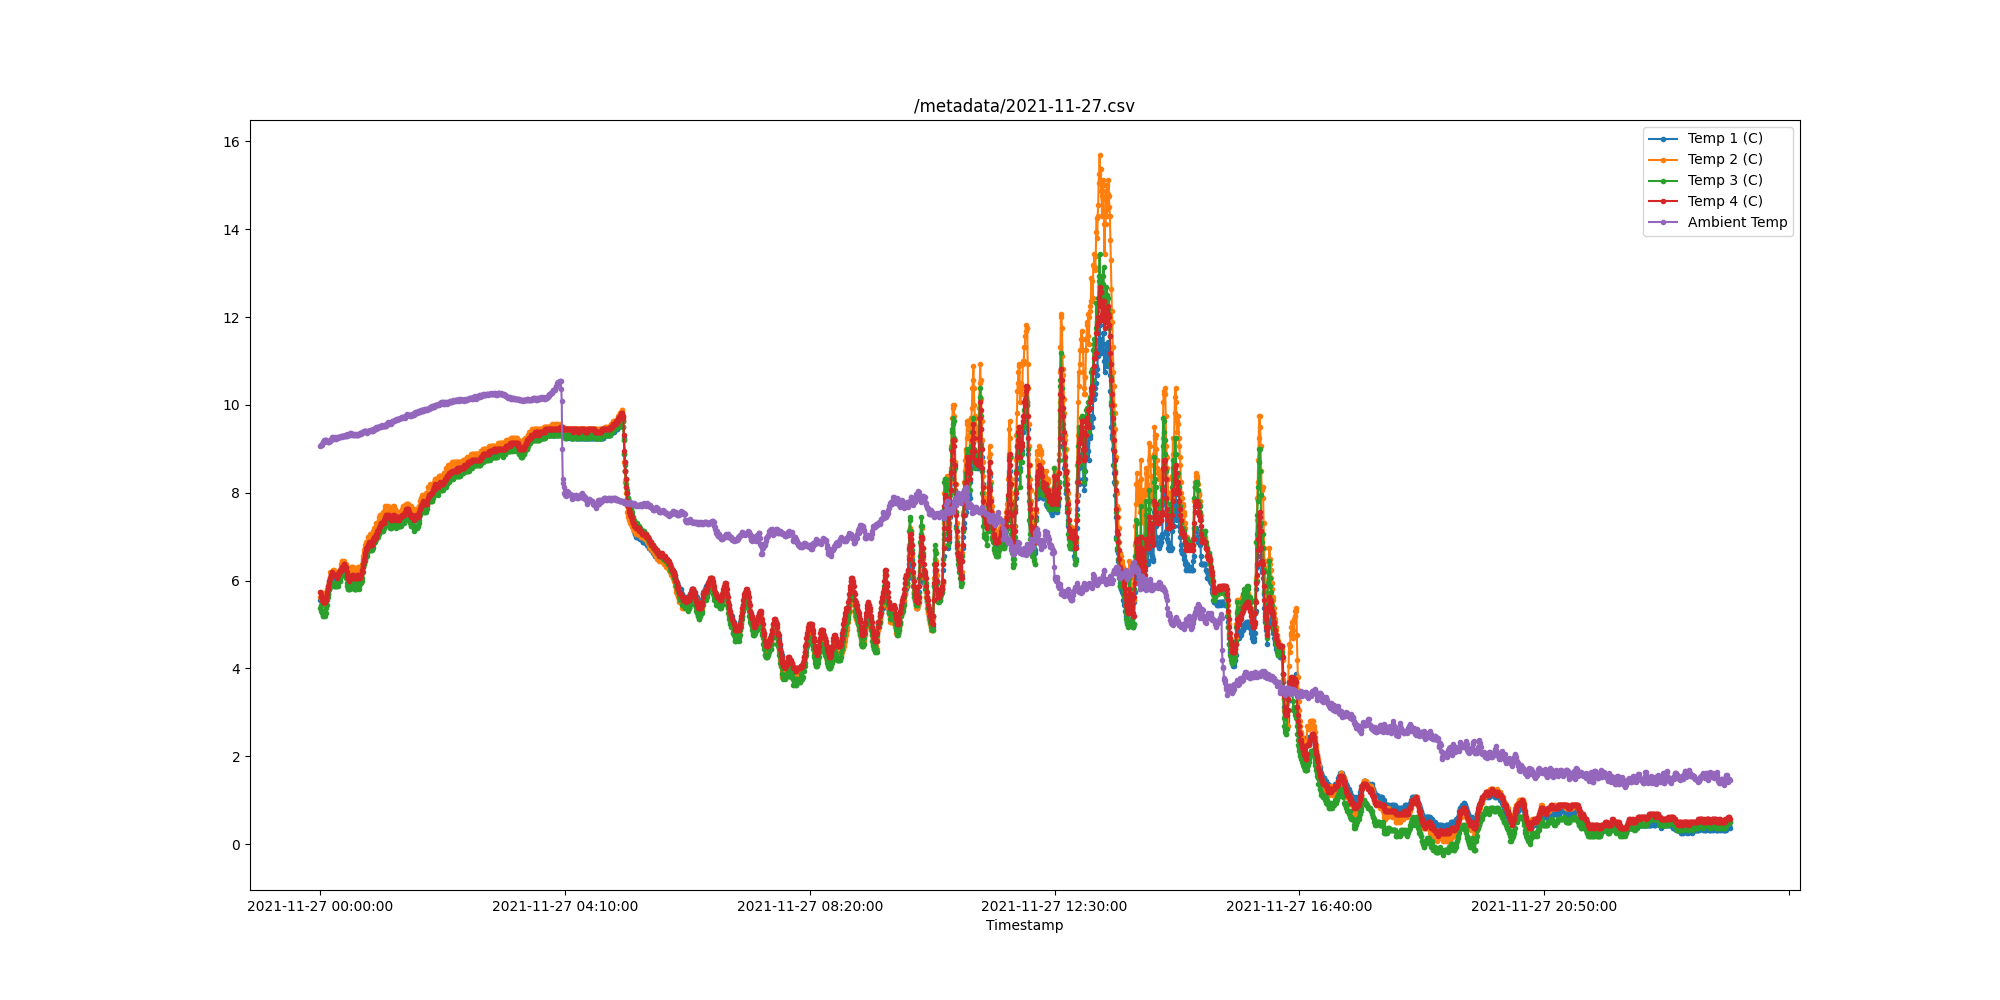 /metadata/2021-11-27.csv
Temp 1 (C)
Temp 2 (C)
Temp 3 (C)
Temp 4 (C)
Ambient Temp
16
14
12
10
8
6
4
2
0
2021-11-27 00:00:00 2021-11-27 04:10:00 2021-11-27 08:20:00 2021-11-27 12:30:00 2021-11-27 16:40:00 2021-11-27 20:50:00
Timestamp